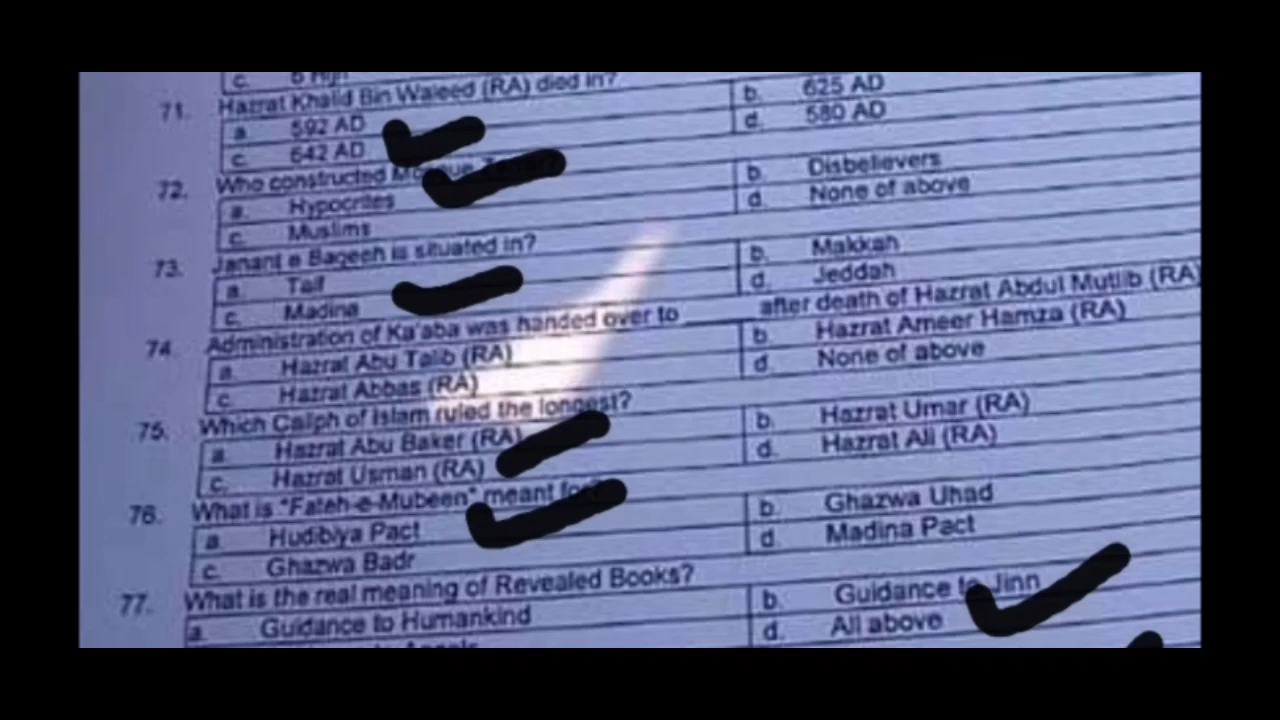 c. 6 Hijri
71. Hazrat Khalid Bin Waleed (RA) died in?
a. 592 AD b. 625 AD
c. 642 AD d. 580 AD
72. Who constructed Mosque
a. Hypocrites b. Disbelievers
c. Muslims d. None of above
73. Janant e Baqeeh is situated in?
a. Taif b. Makkah
c. Madina d. Jeddah
74. Administration of Ka'aba was handed over to ______ after death of Hazrat Abdul Mutlib (RA)
a. Hazrat Abu Talib (RA) b. Hazrat Ameer Hamza (RA)
c. Hazrat Abbas (RA) d. None of above
75. Which Caliph of Islam ruled the longest?
a. Hazrat Abu Baker (RA) b. Hazrat Umar (RA)
c. Hazrat Usman (RA) d. Hazrat Ali (RA)
76. What is "Fateh-e-Mubeen" meant for?
a. Hudibiya Pact b. Ghazwa Uhad
c. Ghazwa Badr d. Madina Pact
77. What is the real meaning of Revealed Books?
a. Guidance to Humankind b. Guidance to Jinn
d. All above